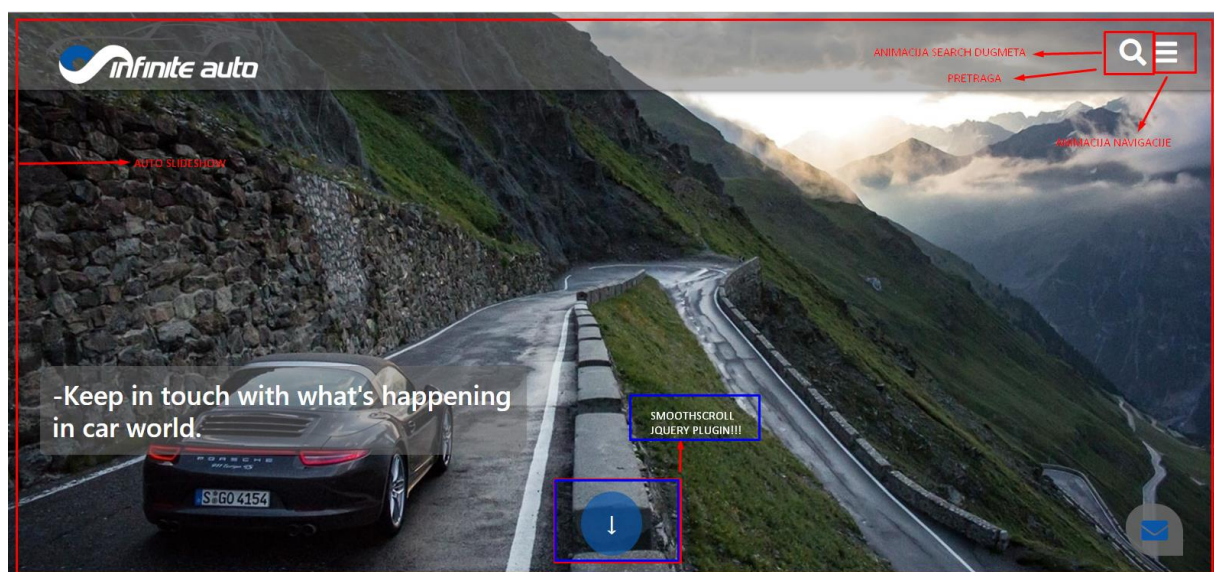 infinite auto
ANIMACIJA SEARCH DUGMETA
PRETRAGA
ANIMACIJA NAVIGACIJE
AUTO SLIDESHOW
-Keep in touch with what's happening
in car world.
SMOOTHSCROLL
JQUERY PLUGIN!!!
PORSCHE
S GO 4154
↓